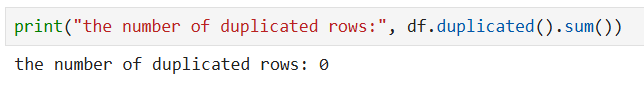 print("the number of duplicated rows:", df.duplicated().sum())
the number of duplicated rows: 0